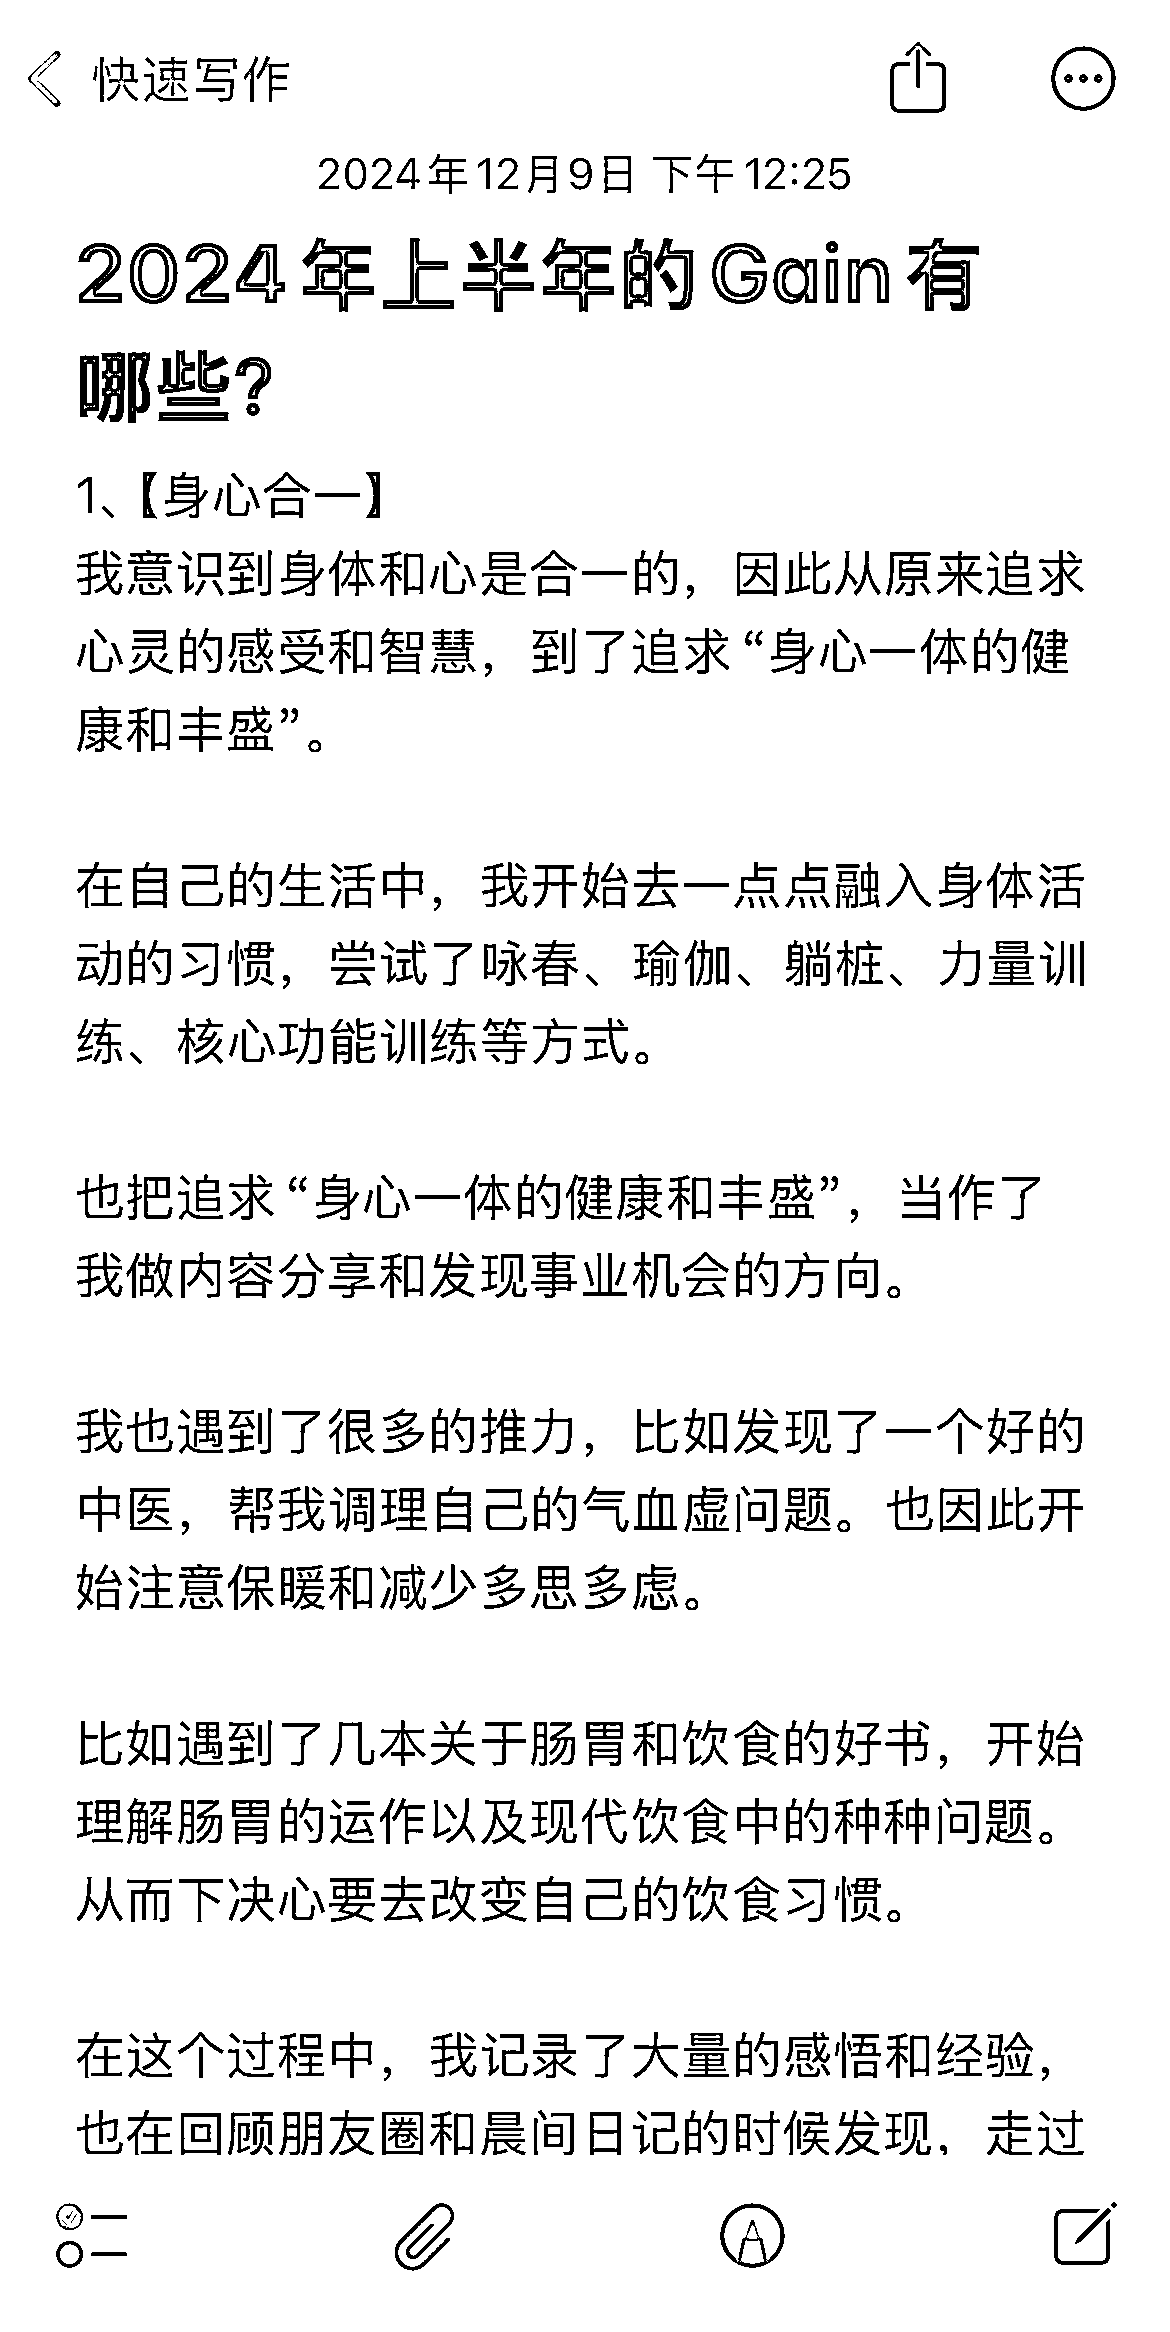 快速写作
2024年12月9日 下午12:25
2024年上半年的Gain有
哪些？
1、【身心合一】
我意识到身体和心是合一的，因此从原来追求
心灵的感受和智慧，到了追求“身心一体的健
康和丰盛”。
在自己的生活中，我开始去一点点融入身体活
动的习惯，尝试了咏春、瑜伽、躺桩、力量训
练、核心功能训练等方式。
也把追求“身心一体的健康和丰盛”，当作了
我做内容分享和发现事业机会的方向。
我也遇到了很多的推力，比如发现了一个好的
中医，帮我调理自己的气血虚问题。也因此开
始注意保暖和减少多思多虑。
比如遇到了几本关于肠胃和饮食的好书，开始
理解肠胃的运作以及现代饮食中的种种问题。
从而下决心要去改变自己的饮食习惯。
在这个过程中，我记录了大量的感悟和经验，
也在回顾朋友圈和晨间日记的时候发现，走过